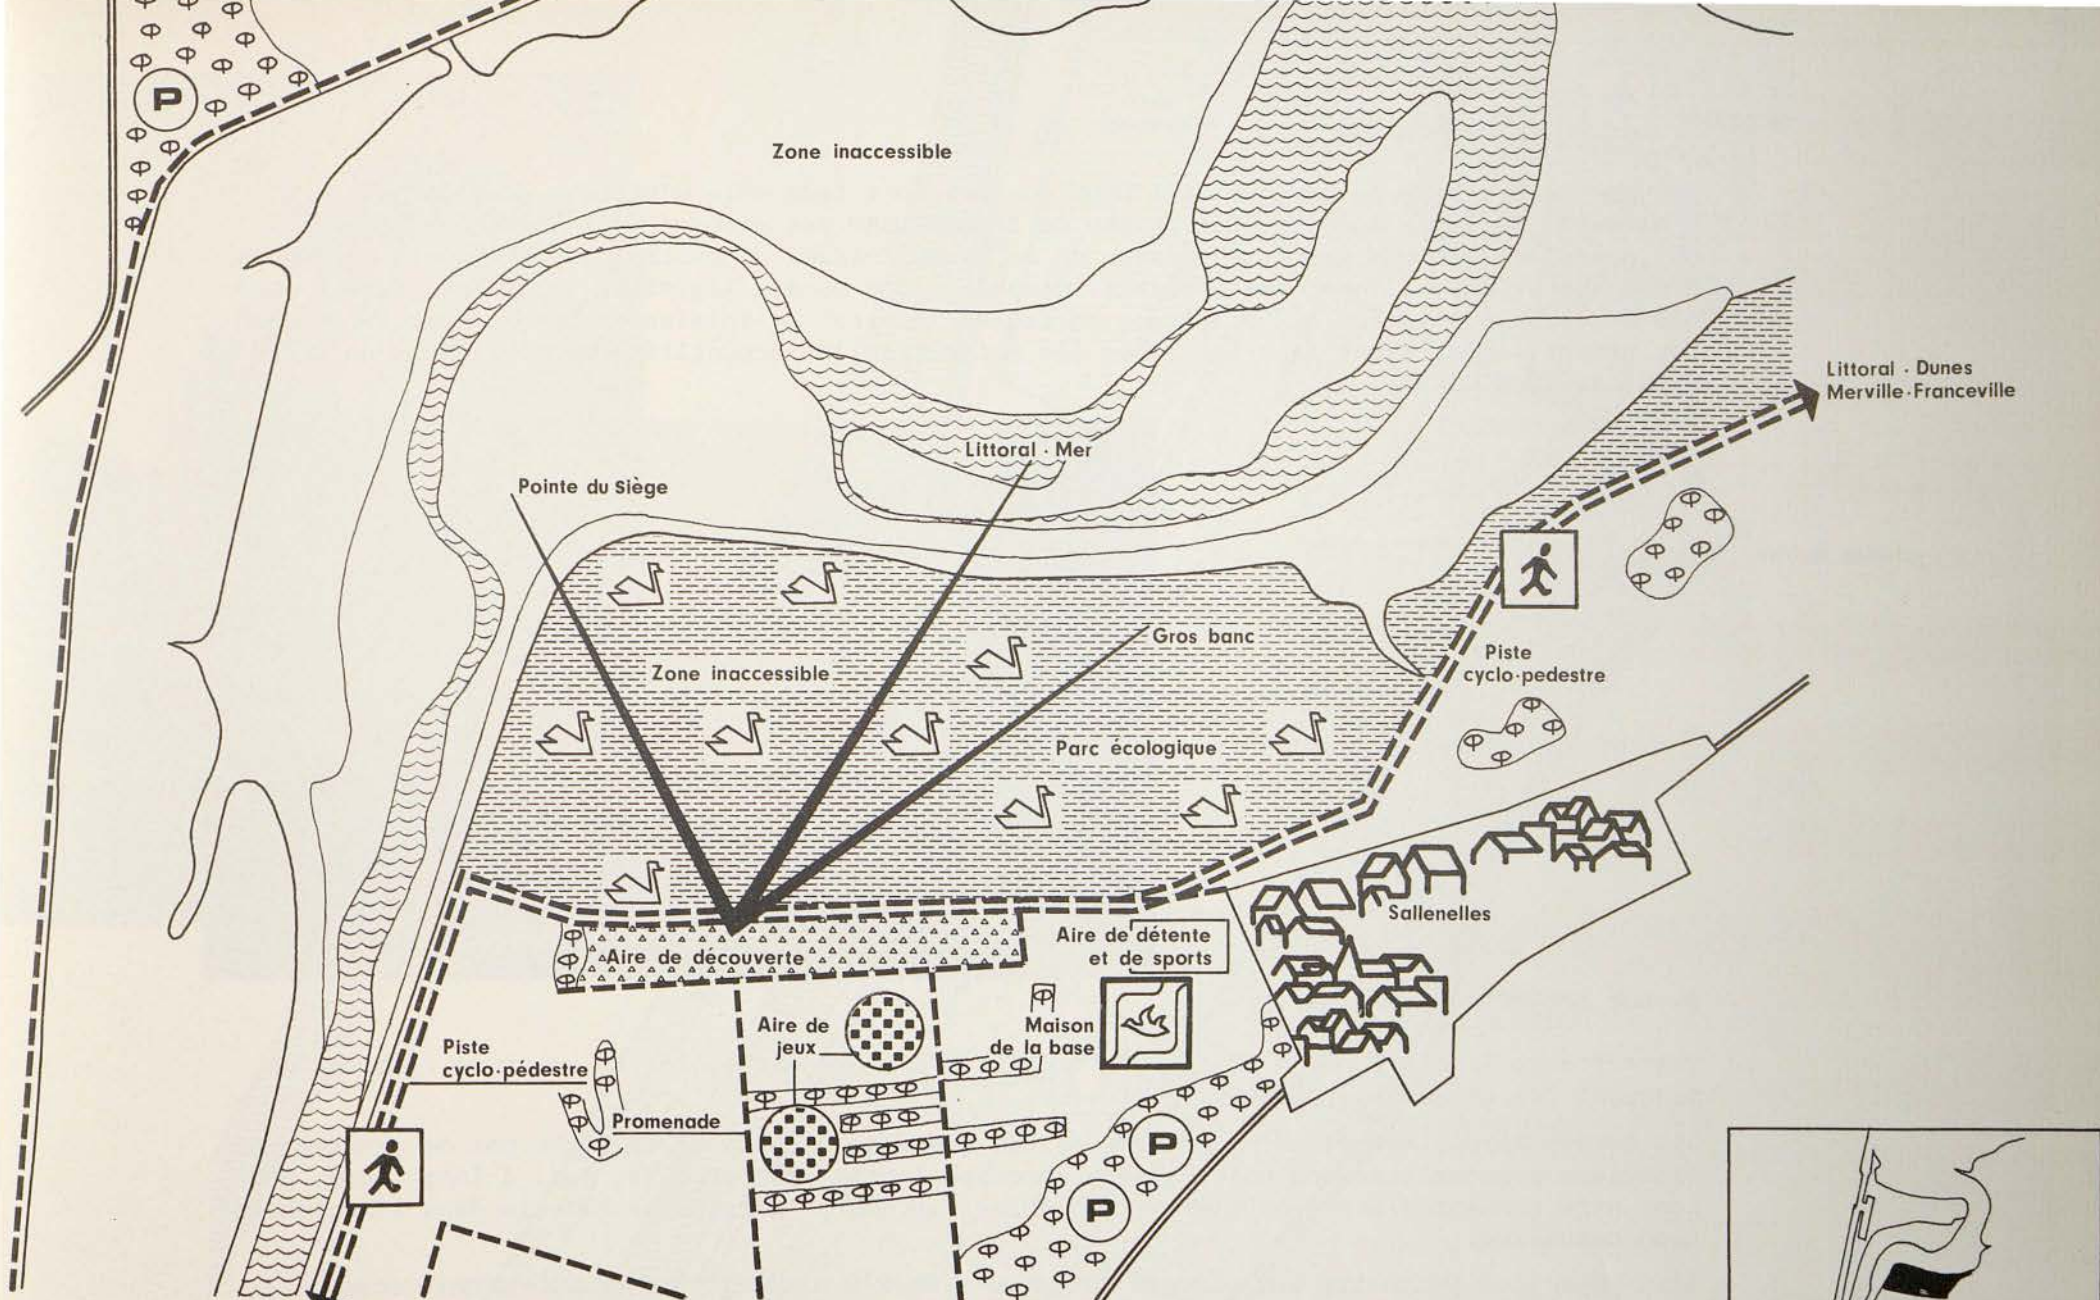 P
Zone inaccessible
Littoral · Dunes
Merville · Franceville
Littoral · Mer
Pointe du Siège
Gros banc
Zone inaccessible
Piste
cyclo·pedestre
Parc écologique
Sallenelles
Aire de détente
et de sports
Aire de découverte
Aire de
jeux
Maison
de la base
Piste
cyclo·pédestre
Promenade
P
P